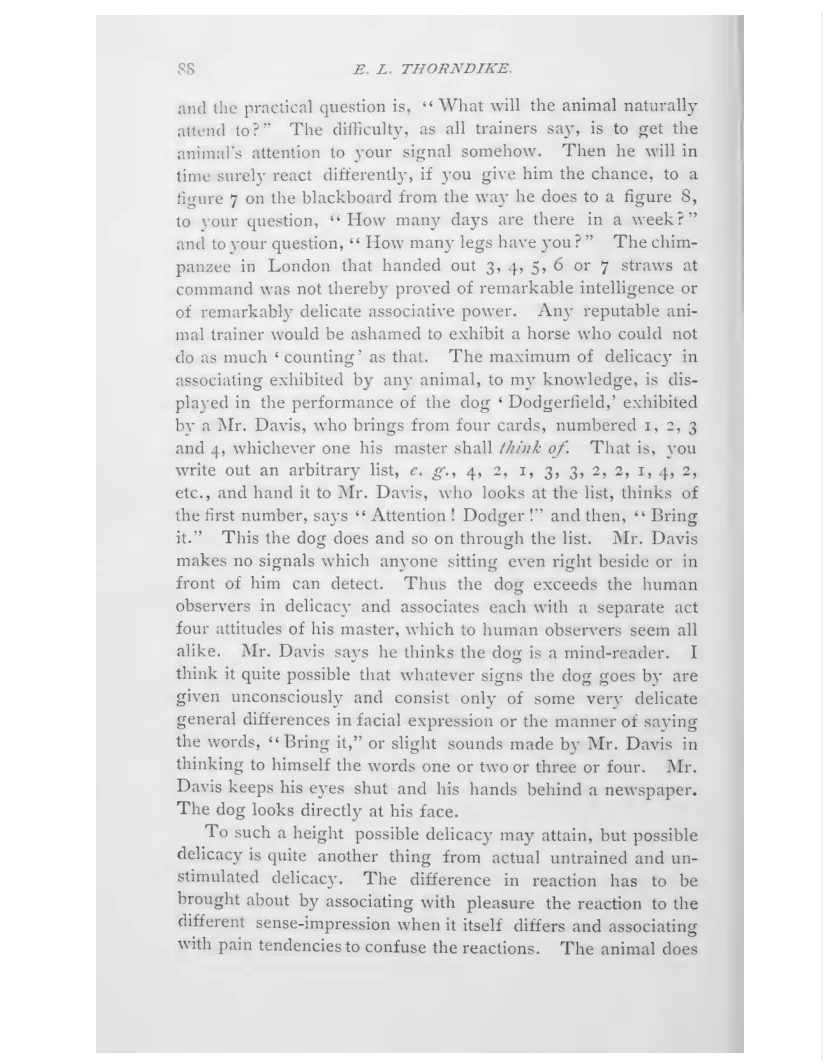 88 E. L. THORNDIKE.
and the practical question is, “What will the animal naturally
attend to?” The difficulty, as all trainers say, is to get the
animal's attention to your signal somehow. Then he will in
time surely react differently, if you give him the chance, to a
figure 7 on the blackboard from the way he does to a figure 8,
to your question, “How many days are there in a week?”
and to your question, “How many legs have you?” The chim-
panzee in London that handed out 3, 4, 5, 6 or 7 straws at
command was not thereby proved of remarkable intelligence or
of remarkably delicate associative power. Any reputable ani-
mal trainer would be ashamed to exhibit a horse who could not
do as much ‘counting’ as that. The maximum of delicacy in
associating exhibited by any animal, to my knowledge, is dis-
played in the performance of the dog ‘Dodgerfield,’ exhibited
by a Mr. Davis, who brings from four cards, numbered 1, 2, 3
and 4, whichever one his master shall think of. That is, you
write out an arbitrary list, e. g., 4, 2, 1, 3, 3, 2, 2, 1, 4, 2,
etc., and hand it to Mr. Davis, who looks at the list, thinks of
the first number, says “Attention! Dodger!” and then, “Bring
it.” This the dog does and so on through the list. Mr. Davis
makes no signals which anyone sitting even right beside or in
front of him can detect. Thus the dog exceeds the human
observers in delicacy and associates each with a separate act
four attitudes of his master, which to human observers seem all
alike. Mr. Davis says he thinks the dog is a mind-reader. I
think it quite possible that whatever signs the dog goes by are
given unconsciously and consist only of some very delicate
general differences in facial expression or the manner of saying
the words, “Bring it,” or slight sounds made by Mr. Davis in
thinking to himself the words one or two or three or four. Mr.
Davis keeps his eyes shut and his hands behind a newspaper.
The dog looks directly at his face.
To such a height possible delicacy may attain, but possible
delicacy is quite another thing from actual untrained and un-
stimulated delicacy. The difference in reaction has to be
brought about by associating with pleasure the reaction to the
different sense-impression when it itself differs and associating
with pain tendencies to confuse the reactions. The animal does